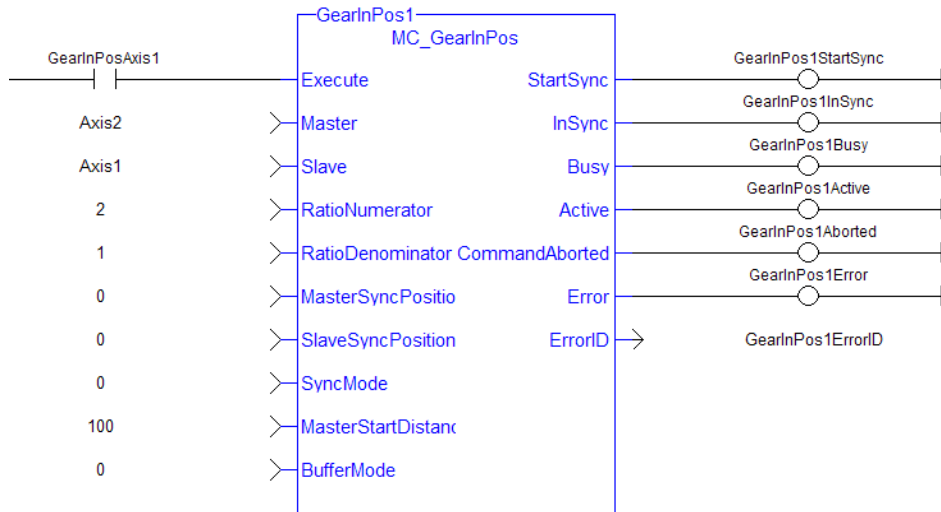 GearInPos1
MC_GearInPos
GearInPosAxis1 Execute StartSync GearInPos1StartSync
Axis2 Master InSync GearInPos1InSync
Axis1 Slave Busy GearInPos1Busy
2 RatioNumerator Active GearInPos1Active
1 RatioDenominator CommandAborted GearInPos1Aborted
0 MasterSyncPositio Error GearInPos1Error
0 SlaveSyncPosition ErrorID GearInPos1ErrorID
0 SyncMode
100 MasterStartDistanc
0 BufferMode